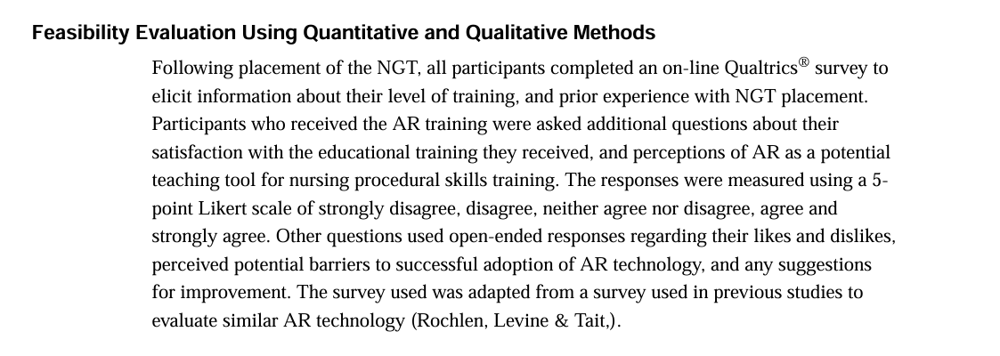 Feasibility Evaluation Using Quantitative and Qualitative Methods
Following placement of the NGT, all participants completed an on-line Qualtrics® survey to
elicit information about their level of training, and prior experience with NGT placement.
Participants who received the AR training were asked additional questions about their
satisfaction with the educational training they received, and perceptions of AR as a potential
teaching tool for nursing procedural skills training. The responses were measured using a 5-
point Likert scale of strongly disagree, disagree, neither agree nor disagree, agree and
strongly agree. Other questions used open-ended responses regarding their likes and dislikes,
perceived potential barriers to successful adoption of AR technology, and any suggestions
for improvement. The survey used was adapted from a survey used in previous studies to
evaluate similar AR technology (Rochlen, Levine & Tait,).